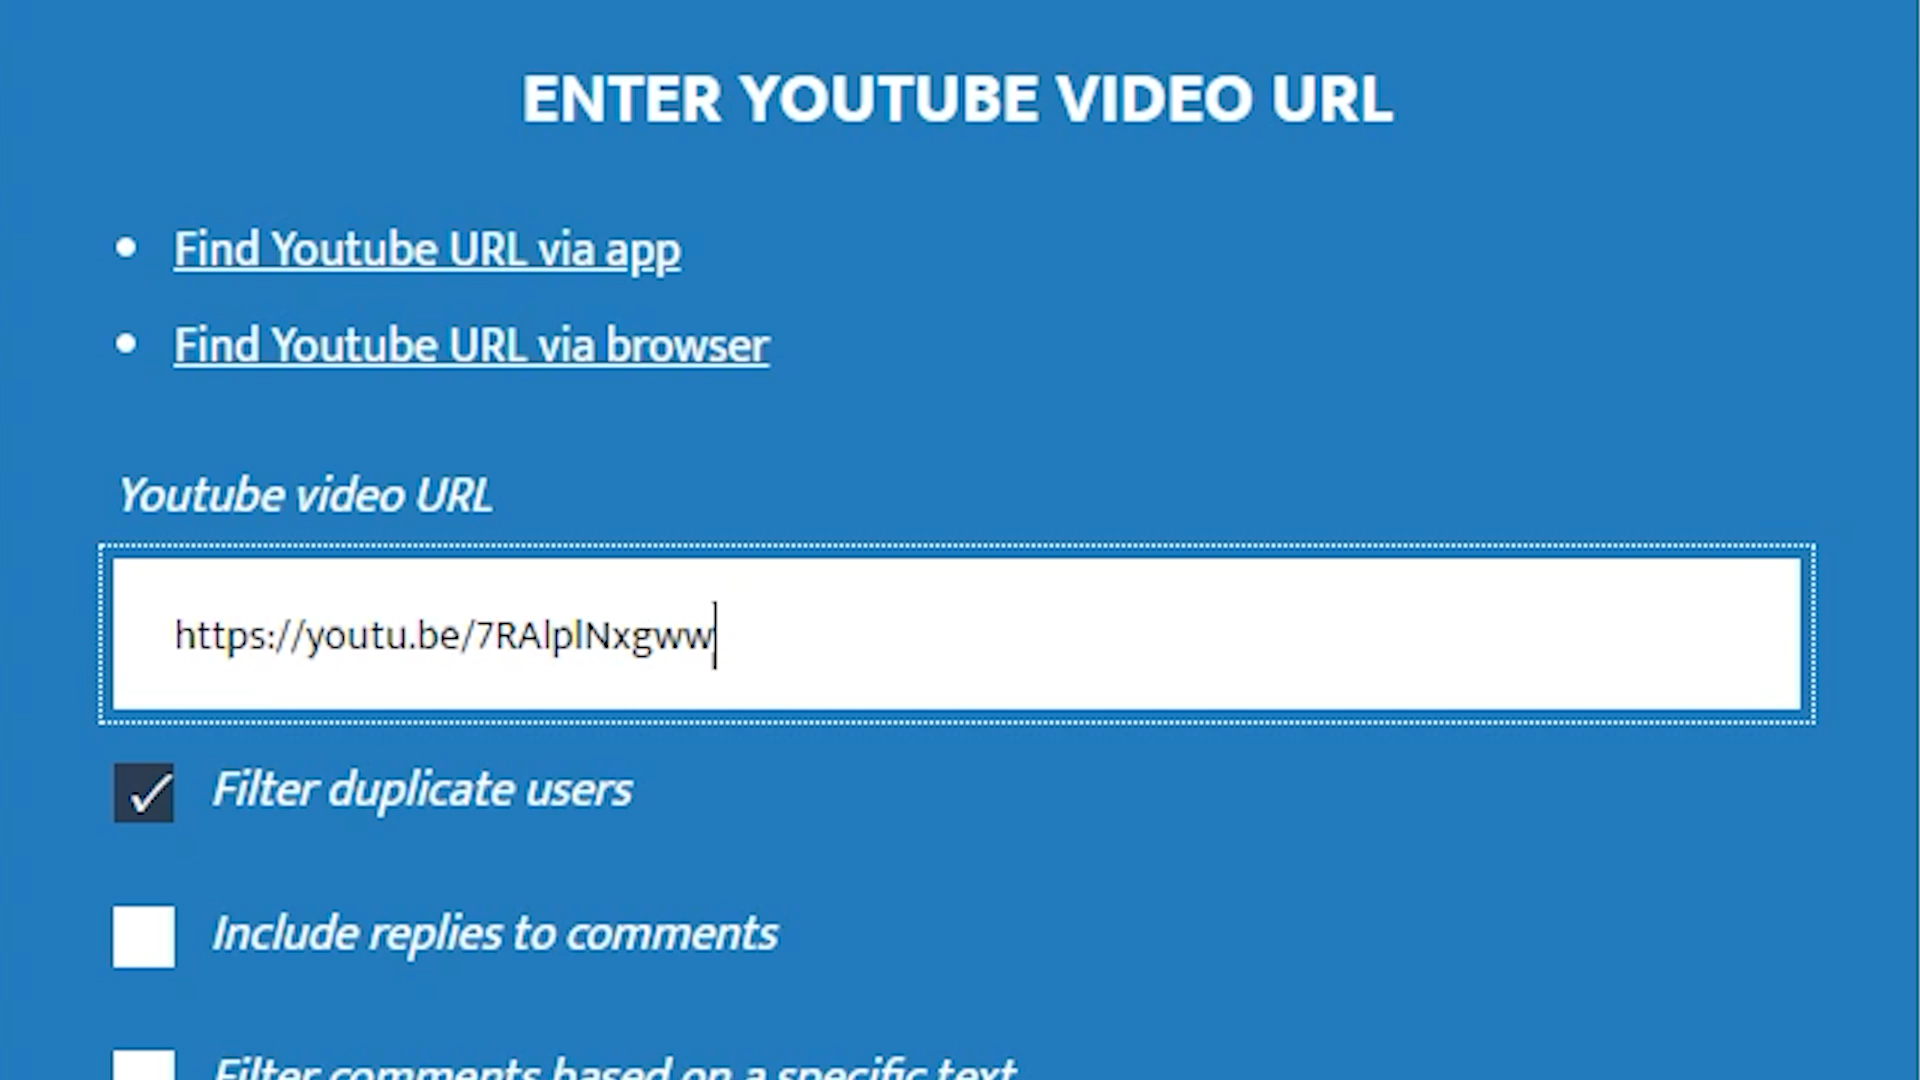 ENTER YOUTUBE VIDEO URL
Find Youtube URL via app
Find Youtube URL via browser
Youtube video URL
https://youtu.be/7RAlplNxgww
Filter duplicate users
Include replies to comments
Filter comments based on a specific text